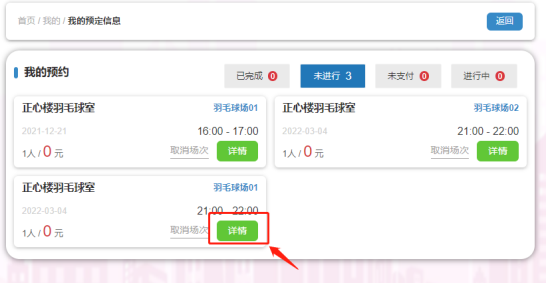 首页 / 我的 / 我的预定信息
返回
我的预约
已完成 0
未进行 3
未支付 0
进行中 0
正心楼羽毛球室 羽毛球场01
2021-12-21 16:00 - 17:00
1人 / 0 元 取消场次 详情
正心楼羽毛球室 羽毛球场02
2022-03-04 21:00 - 22:00
1人 / 0 元 取消场次 详情
正心楼羽毛球室 羽毛球场01
2022-03-04 21:00 - 22:00
1人 / 0 元 取消场次 详情